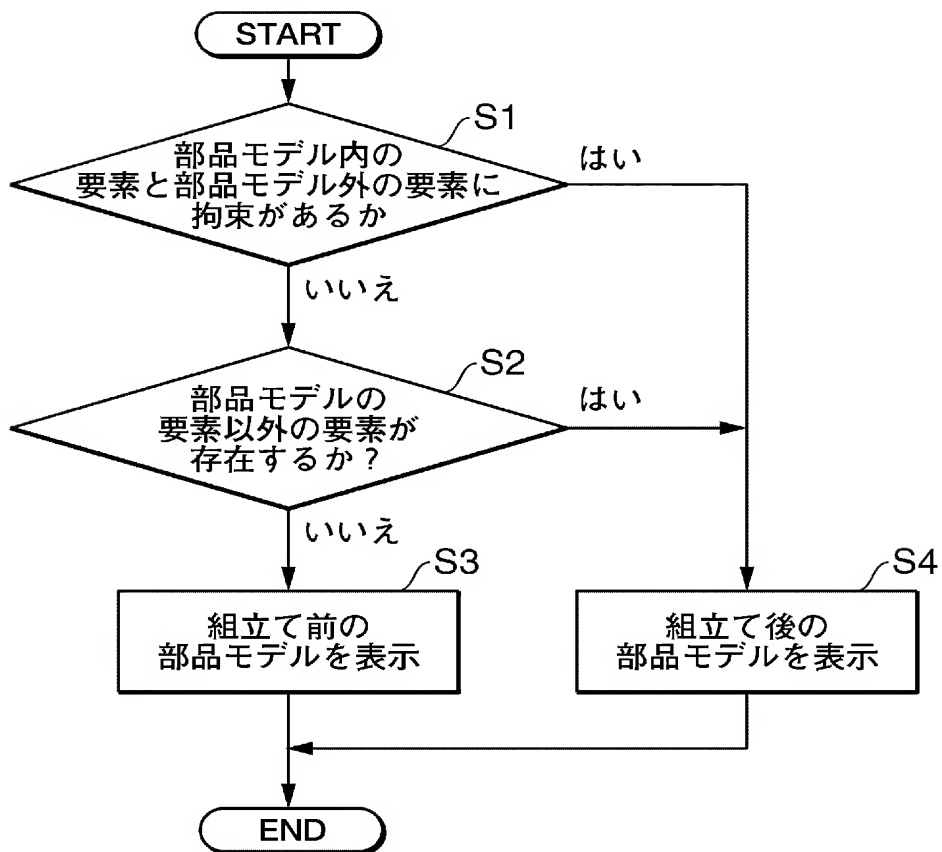 START
S1
部品モデル内の
要素と部品モデル外の要素に
拘束があるか
はい
いいえ
S2
部品モデルの
要素以外の要素が
存在するか?
はい
いいえ
S3
組立て前の
部品モデルを表示
S4
組立て後の
部品モデルを表示
END